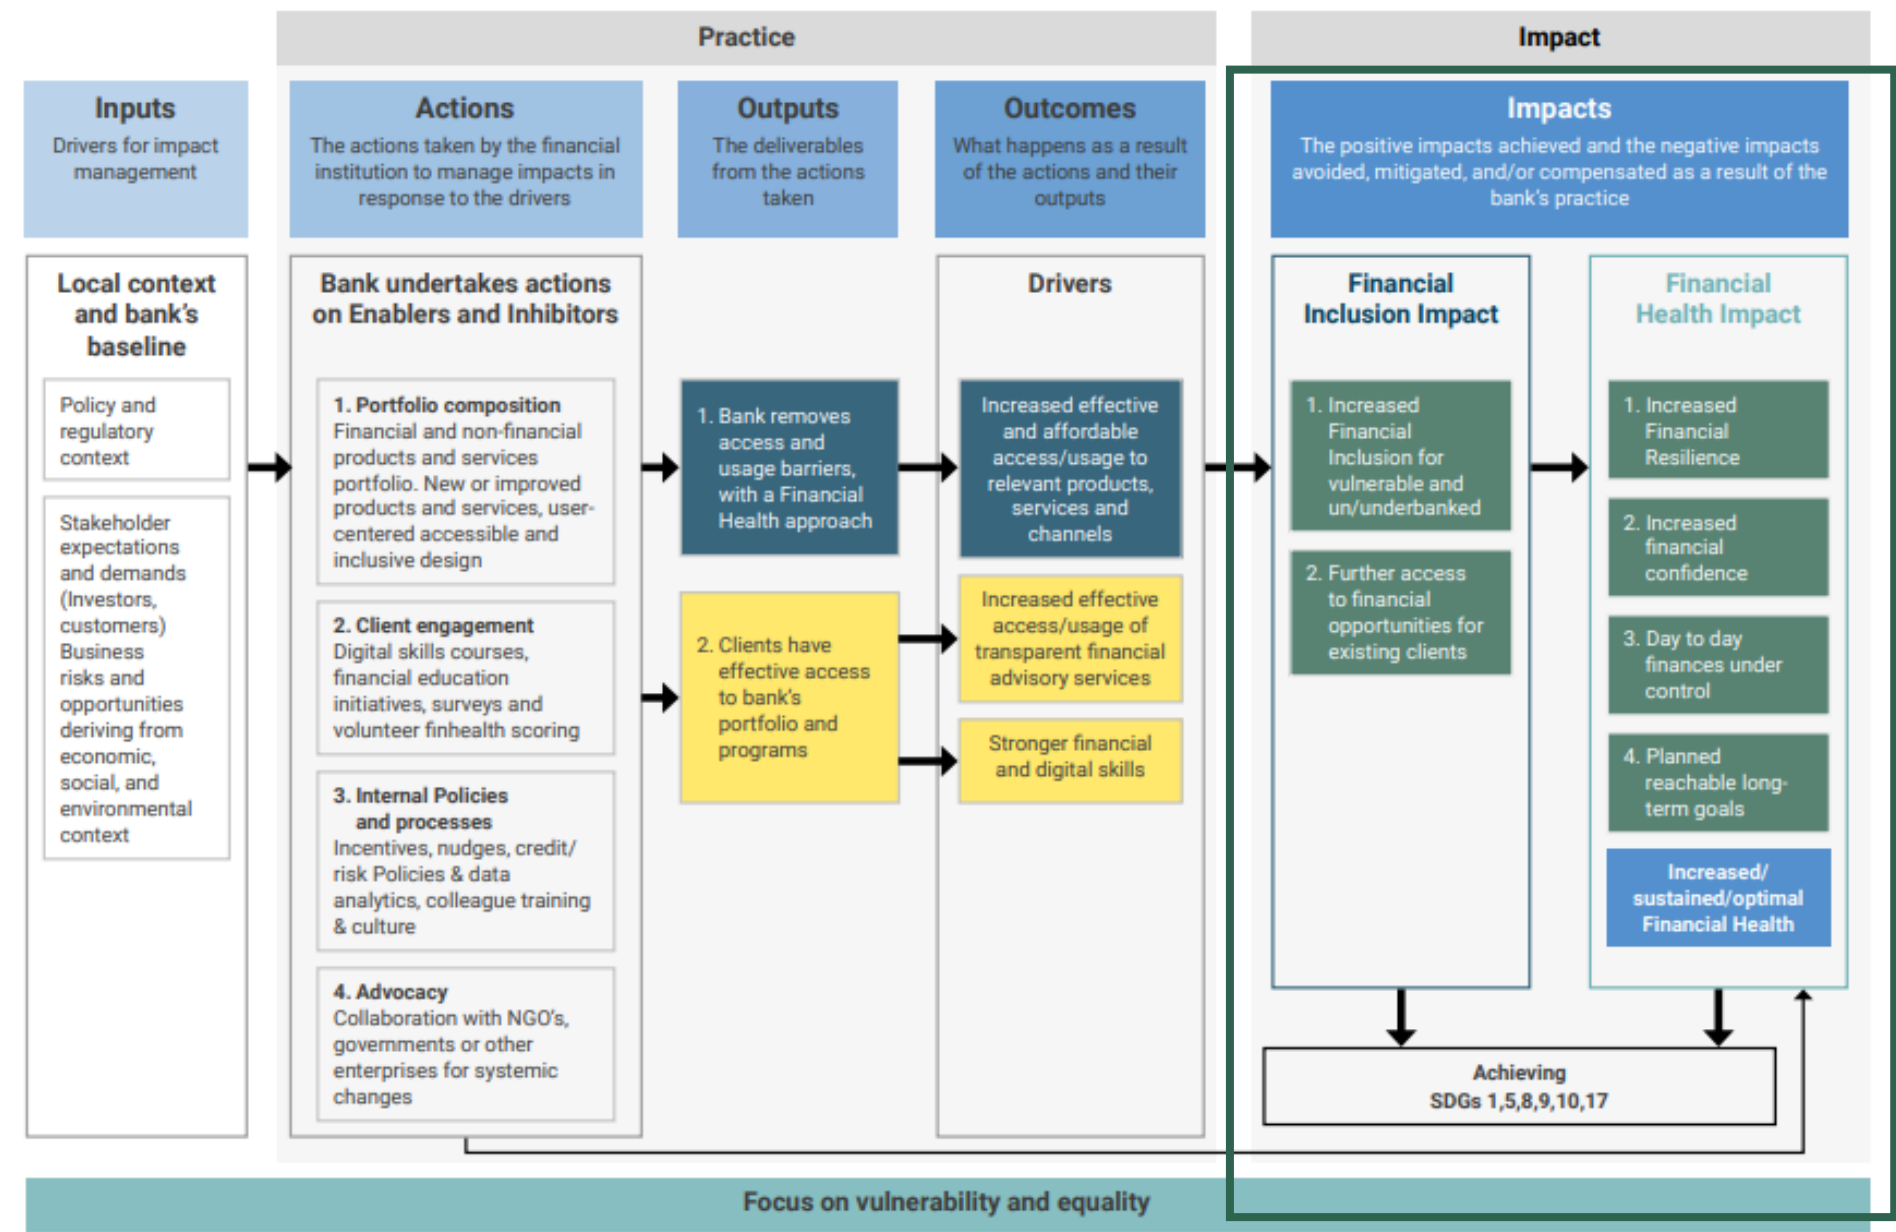 Practice
Impact
Inputs
Drivers for impact
management
Actions
The actions taken by the financial
institution to manage impacts in
response to the drivers
Outputs
The deliverables
from the actions
taken
Outcomes
What happens as a result
of the actions and their
outputs
Impacts
The positive impacts achieved and the negative impacts
avoided, mitigated, and/or compensated as a result of the
bank's practice
Local context
and bank's
baseline
Policy and
regulatory
context
Stakeholder
expectations
and demands
(Investors,
customers)
Business
risks and
opportunities
deriving from
economic,
social, and
environmental
context
Bank undertakes actions
on Enablers and Inhibitors
1. Portfolio composition
Financial and non-financial
products and services
portfolio. New or improved
products and services, user-
centered accessible and
inclusive design
2. Client engagement
Digital skills courses,
financial education
initiatives, surveys and
volunteer finhealth scoring
3. Internal Policies
and processes
Incentives, nudges, credit/
risk Policies & data
analytics, colleague training
& culture
4. Advocacy
Collaboration with NGO's,
governments or other
enterprises for systemic
changes
1. Bank removes
access and
usage barriers,
with a Financial
Health approach
2. Clients have
effective access
to bank's
portfolio and
programs
Drivers
Increased effective
and affordable
access/usage to
relevant products,
services and
channels
Increased effective
access/usage of
transparent financial
advisory services
Stronger financial
and digital skills
Financial
Inclusion Impact
1. Increased
Financial
Inclusion for
vulnerable and
un/underbanked
2. Further access
to financial
opportunities for
existing clients
Financial
Health Impact
1. Increased
Financial
Resilience
2. Increased
financial
confidence
3. Day to day
finances under
control
4. Planned
reachable long-
term goals
Increased/
sustained/optimal
Financial Health
Achieving
SDGs 1,5,8,9,10,17
Focus on vulnerability and equality